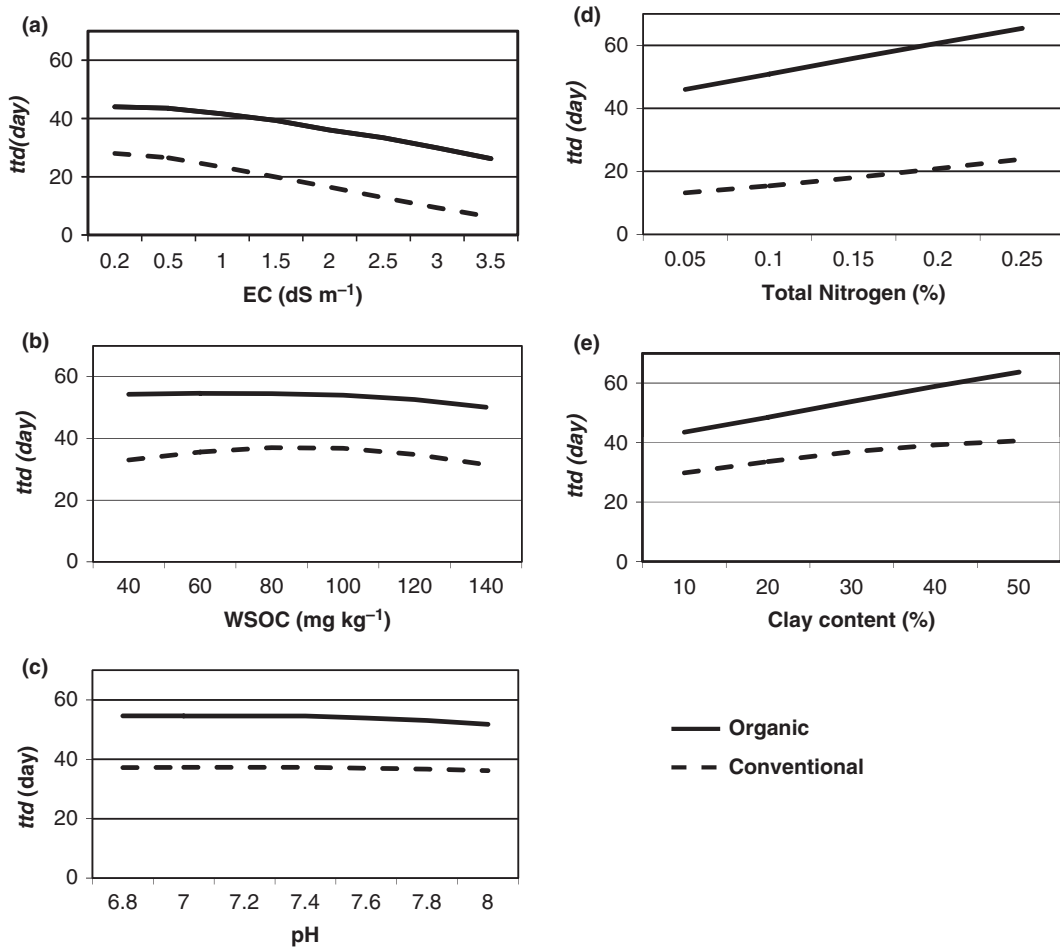 (a)
60
40
20
0
ttd(day)
0.2 0.5 1 1.5 2 2.5 3 3.5
EC (dS m⁻¹)
(b)
60
40
20
0
ttd (day)
40 60 80 100 120 140
WSOC (mg kg⁻¹)
(c)
60
40
20
0
ttd (day)
6.8 7 7.2 7.4 7.6 7.8 8
pH
(d)
60
40
20
0
ttd (day)
0.05 0.1 0.15 0.2 0.25
Total Nitrogen (%)
(e)
60
40
20
0
ttd (day)
10 20 30 40 50
Clay content (%)
Organic
Conventional